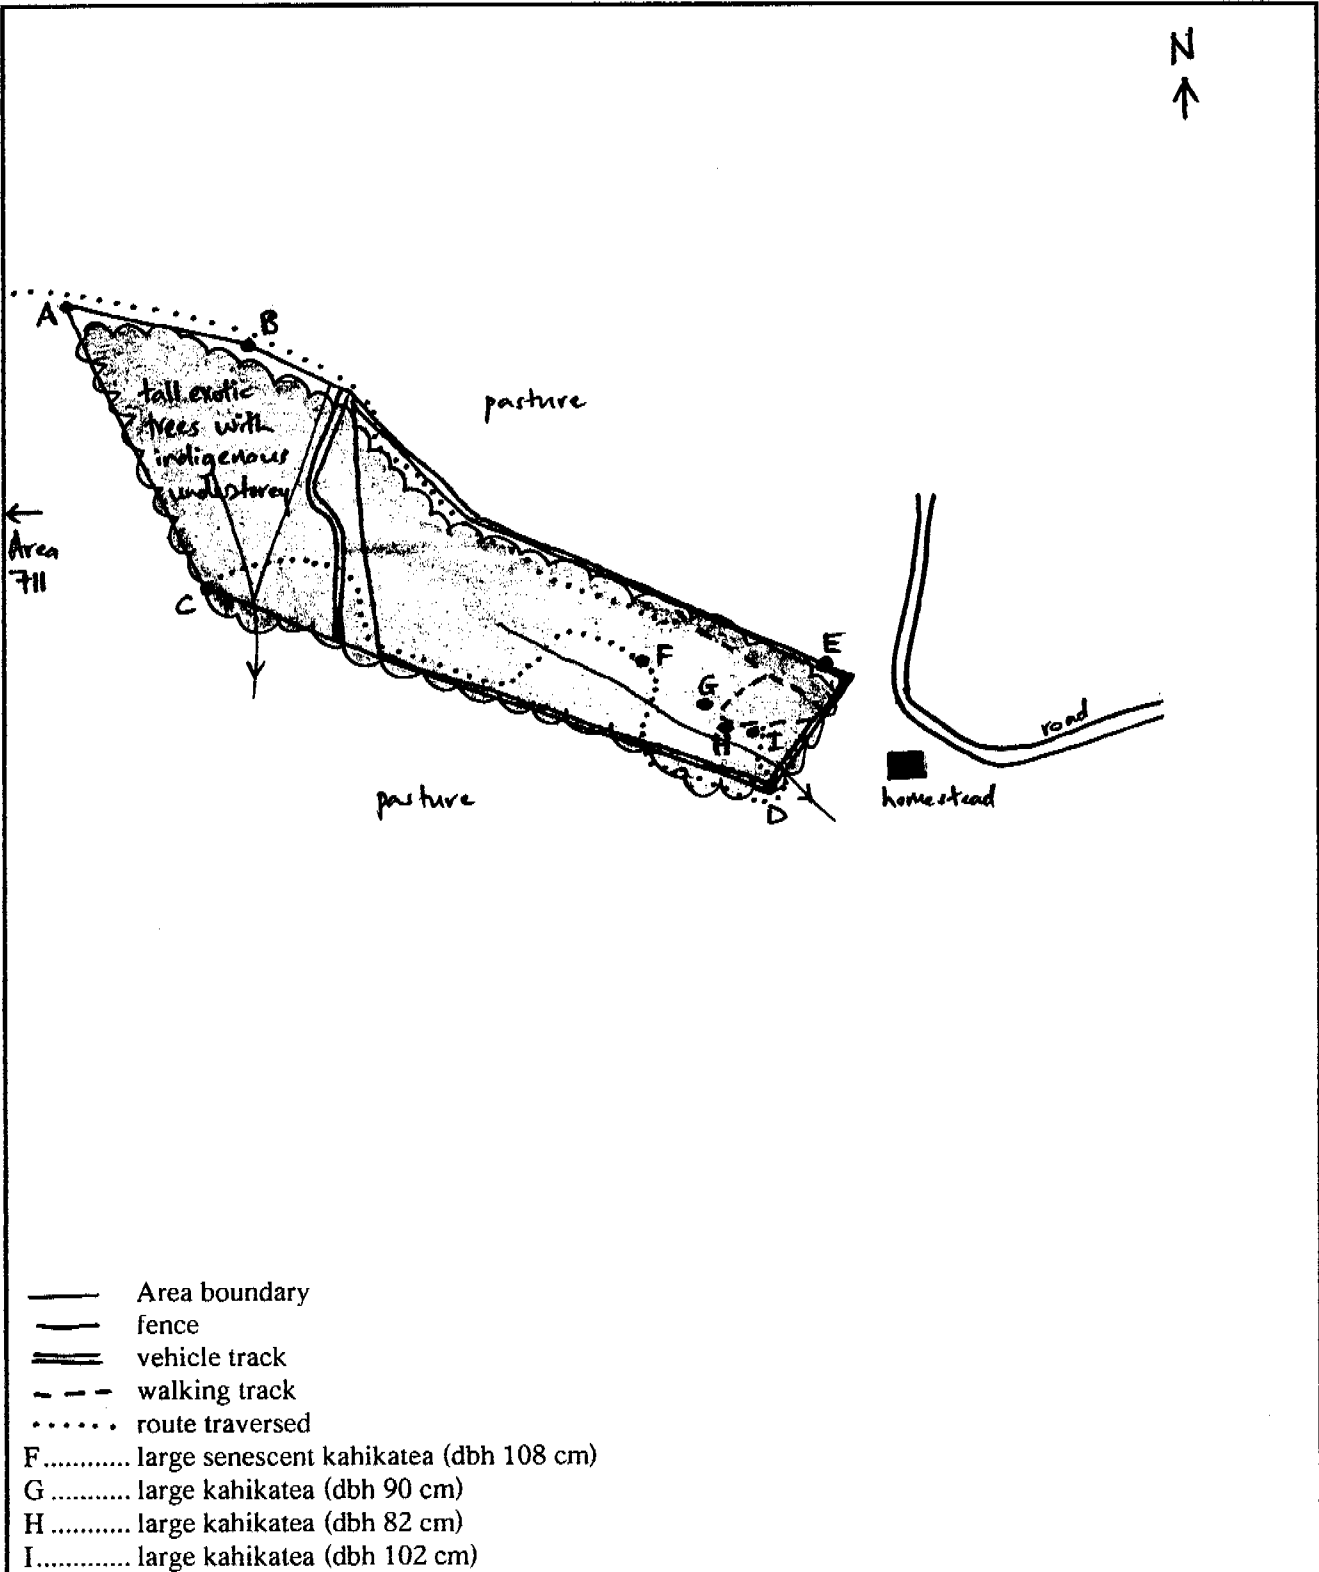 N
A
B
tall exotic
trees with
indigenous
understorey
pasture
←
Area
711
C
E
F
G
H
I
D
road
homestead
pasture
Area boundary
fence
vehicle track
walking track
route traversed
F............ large senescent kahikatea (dbh 108 cm)
G ........... large kahikatea (dbh 90 cm)
H ........... large kahikatea (dbh 82 cm)
I............. large kahikatea (dbh 102 cm)